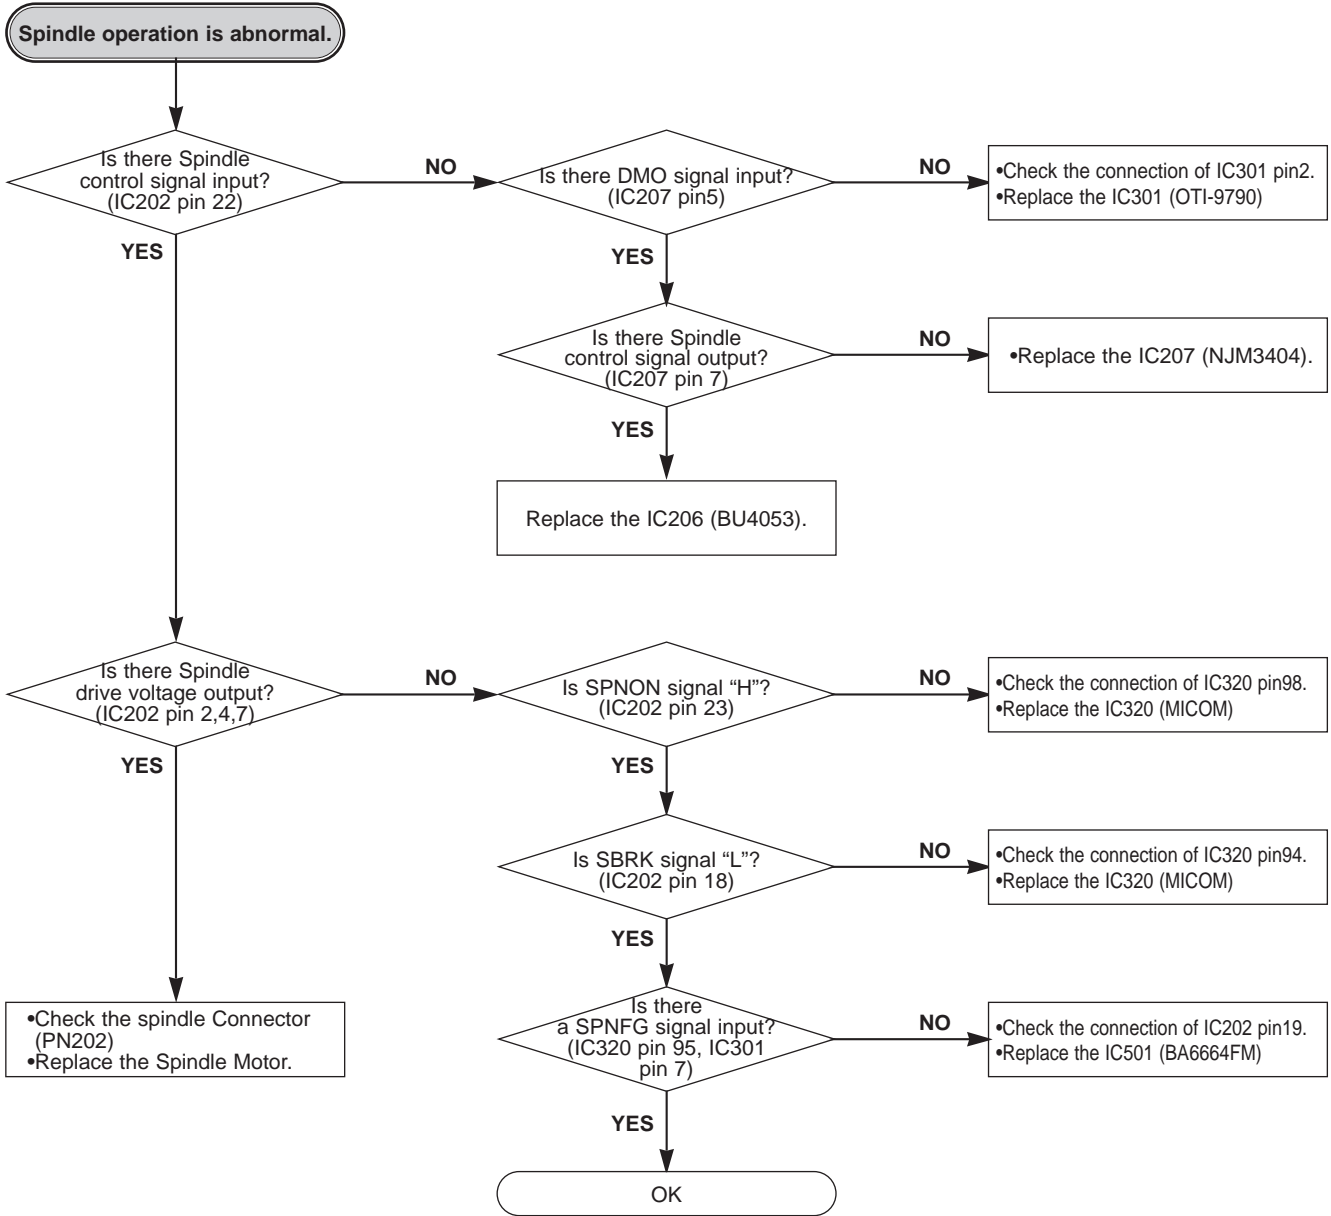 Spindle operation is abnormal.
Is there Spindle
control signal input?
(IC202 pin 22)
NO
Is there DMO signal input?
(IC207 pin5)
NO
•Check the connection of IC301 pin2.
•Replace the IC301 (OTI-9790)
YES
YES
Is there Spindle
control signal output?
(IC207 pin 7)
NO
•Replace the IC207 (NJM3404).
YES
Replace the IC206 (BU4053).
Is there Spindle
drive voltage output?
(IC202 pin 2,4,7)
NO
Is SPNON signal “H”?
(IC202 pin 23)
NO
•Check the connection of IC320 pin98.
•Replace the IC320 (MICOM)
YES
YES
Is SBRK signal “L”?
(IC202 pin 18)
NO
•Check the connection of IC320 pin94.
•Replace the IC320 (MICOM)
YES
•Check the spindle Connector
(PN202)
•Replace the Spindle Motor.
Is there
a SPNFG signal input?
(IC320 pin 95, IC301
pin 7)
NO
•Check the connection of IC202 pin19.
•Replace the IC501 (BA6664FM)
YES
OK